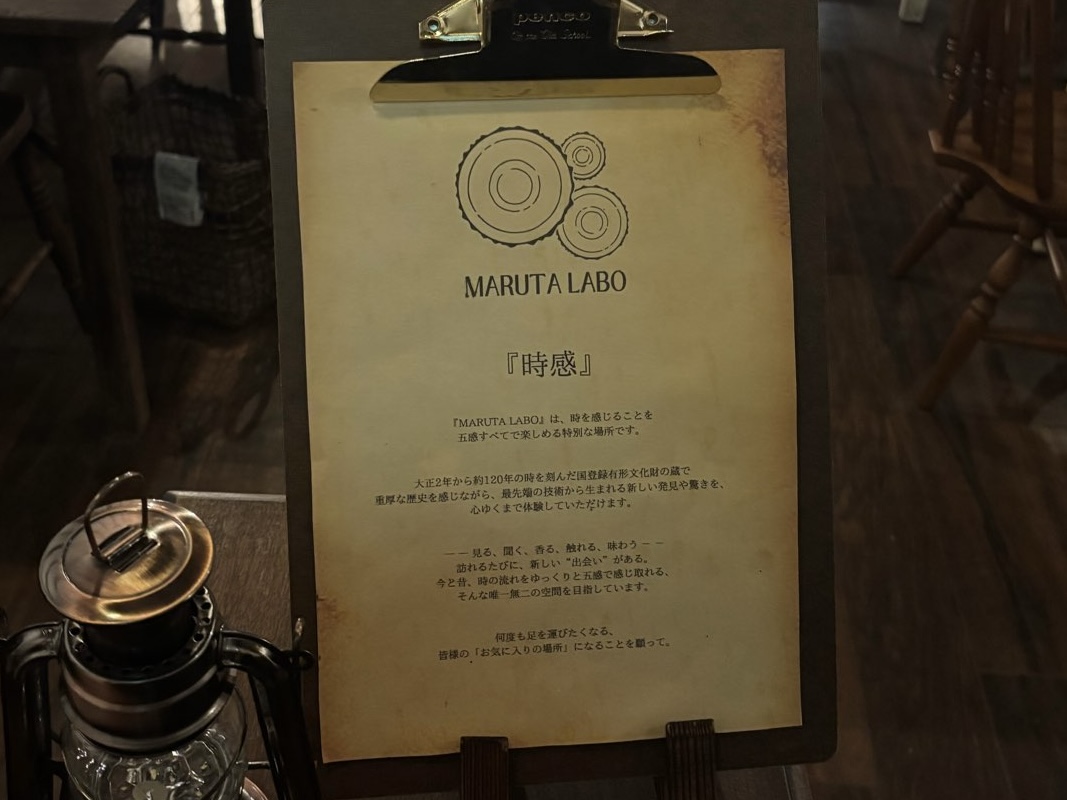 penco
MARUTA LABO
『時感』
『MARUTA LABO』は、時を感じることを
五感すべてで楽しめる特別な場所です。
大正2年から約120年の時を刻んだ国登録有形文化財の蔵で
重厚な歴史を感じながら、最先端の技術から生まれる新しい発見や驚きを、
心ゆくまで体験していただけます。
―― 見る、聞く、香る、触れる、味わう ――
訪れるたびに、新しい“出会い”がある。
今と昔、時の流れをゆっくりと五感で感じ取れる、
そんな唯一無二の空間を目指しています。
何度も足を運びたくなる、
皆様の「お気に入りの場所」になることを願って。